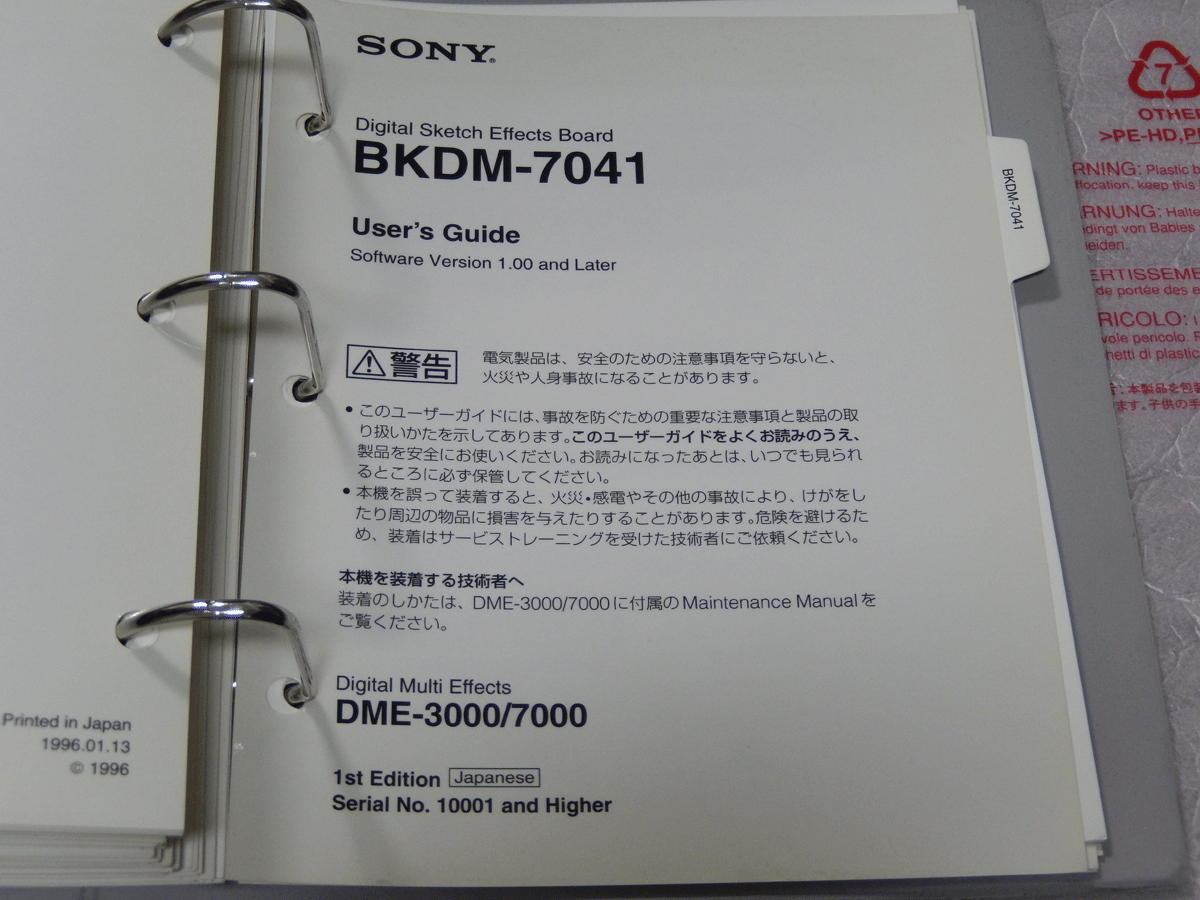 SONY®
Digital Sketch Effects Board
BKDM-7041
User's Guide
Software Version 1.00 and Later
警告
電気製品は、安全のための注意事項を守らないと、
火災や人身事故になることがあります。
• このユーザーガイドには、事故を防ぐための重要な注意事項と製品の取
り扱いかたを示してあります。このユーザーガイドをよくお読みのうえ、
製品を安全にお使いください。お読みになったあとは、いつでも見られ
るところに必ず保管してください。
• 本機を誤って装着すると、火災・感電やその他の事故により、けがをし
たり周辺の物品に損害を与えたりすることがあります。危険を避けるた
め、装着はサービストレーニングを受けた技術者にご依頼ください。
本機を装着する技術者へ
装着のしかたは、DME-3000/7000に付属のMaintenance Manualを
ご覧ください。
Digital Multi Effects
DME-3000/7000
1st Edition Japanese
Serial No. 10001 and Higher
Printed in Japan
1996.01.13
© 1996
BKDM-7041
7
OTHER
>PE-HD,
RNING: Plastic
ffocation. keep this
RNUNG: Halte
dingt von Babies
eiden.
ERTISSEME
de portée des
RICOLO:
vole pericolo.
hetti di plastic
本製品を包装
ます。子供の手